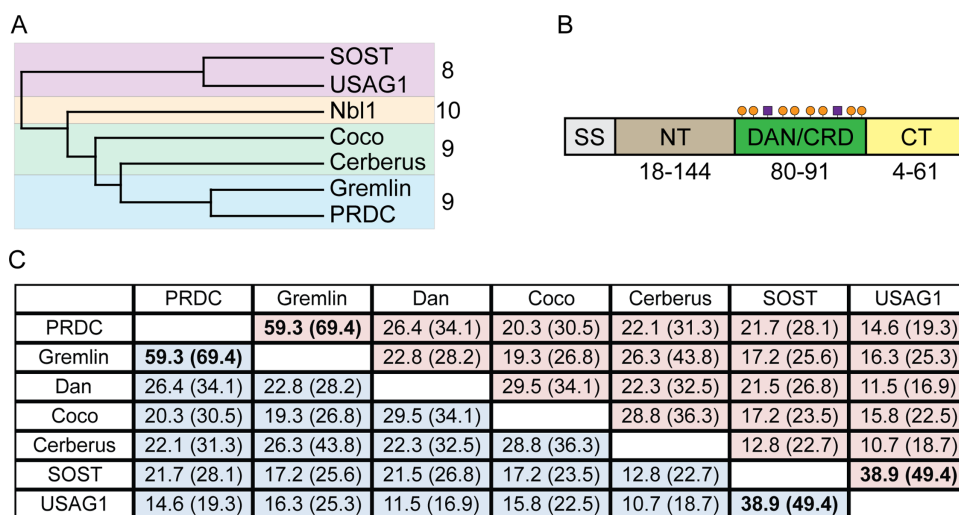 A
SOST
USAG1
8
Nbl1
10
Coco
Cerberus
9
Gremlin
PRDC
9
B
SS NT DAN/CRD CT
18-144 80-91 4-61
C
PRDC Gremlin Dan Coco Cerberus SOST USAG1
PRDC 59.3 (69.4) 26.4 (34.1) 20.3 (30.5) 22.1 (31.3) 21.7 (28.1) 14.6 (19.3)
Gremlin 59.3 (69.4) 22.8 (28.2) 19.3 (26.8) 26.3 (43.8) 17.2 (25.6) 16.3 (25.3)
Dan 26.4 (34.1) 22.8 (28.2) 29.5 (34.1) 22.3 (32.5) 21.5 (26.8) 11.5 (16.9)
Coco 20.3 (30.5) 19.3 (26.8) 29.5 (34.1) 28.8 (36.3) 17.2 (23.5) 15.8 (22.5)
Cerberus 22.1 (31.3) 26.3 (43.8) 22.3 (32.5) 28.8 (36.3) 12.8 (22.7) 10.7 (18.7)
SOST 21.7 (28.1) 17.2 (25.6) 21.5 (26.8) 17.2 (23.5) 12.8 (22.7) 38.9 (49.4)
USAG1 14.6 (19.3) 16.3 (25.3) 11.5 (16.9) 15.8 (22.5) 10.7 (18.7) 38.9 (49.4)